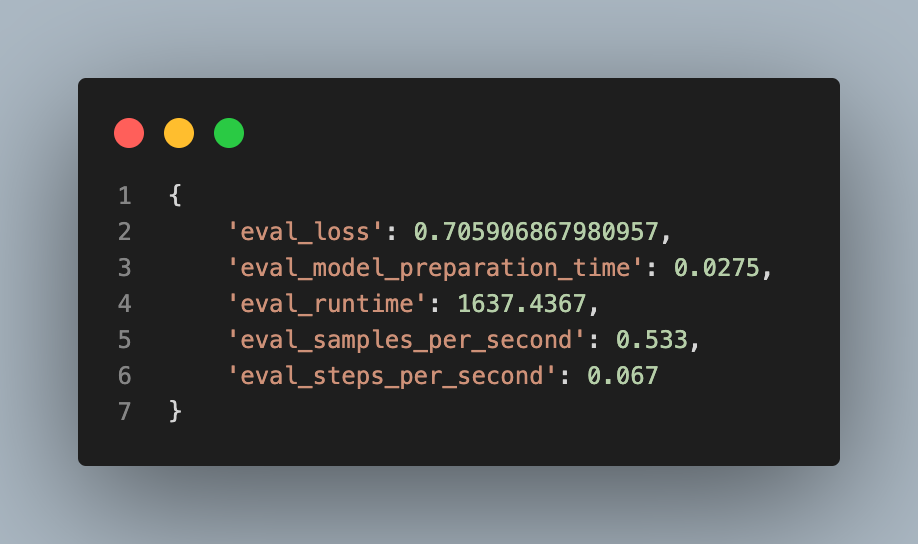 1 {
2 'eval_loss': 0.705906867980957,
3 'eval_model_preparation_time': 0.0275,
4 'eval_runtime': 1637.4367,
5 'eval_samples_per_second': 0.533,
6 'eval_steps_per_second': 0.067
7 }